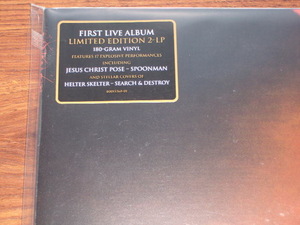 FIRST LIVE ALBUM
LIMITED EDITION 2-LP
180-GRAM VINYL
FEATURES 17 EXPLOSIVE PERFORMANCES
INCLUDING
JESUS CHRIST POSE – SPOONMAN
AND STELLAR COVERS OF
HELTER SKELTER – SEARCH & DESTROY